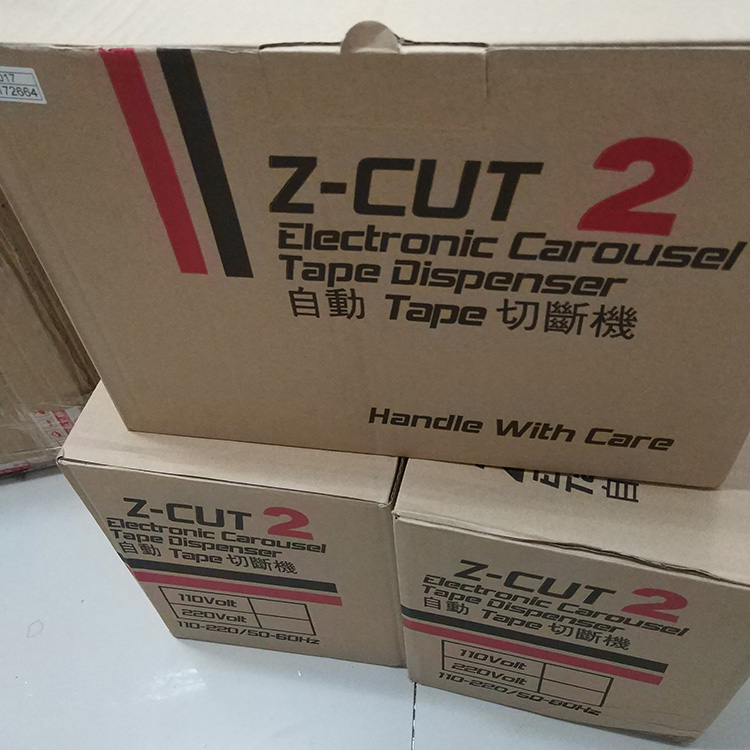 017
172664
Z-CUT 2
Electronic Carousel
Tape Dispenser
自動 Tape 切斷機
Handle With Care
Z-CUT 2
Electronic Carousel
Tape Dispenser
自動 Tape 切斷機
110Volt
220Volt
110-220/50-60Hz
Z-CUT 2
Electronic Carousel
Tape Dispenser
自動 Tape 切斷機
110Volt
220Volt
110-220/50-60Hz